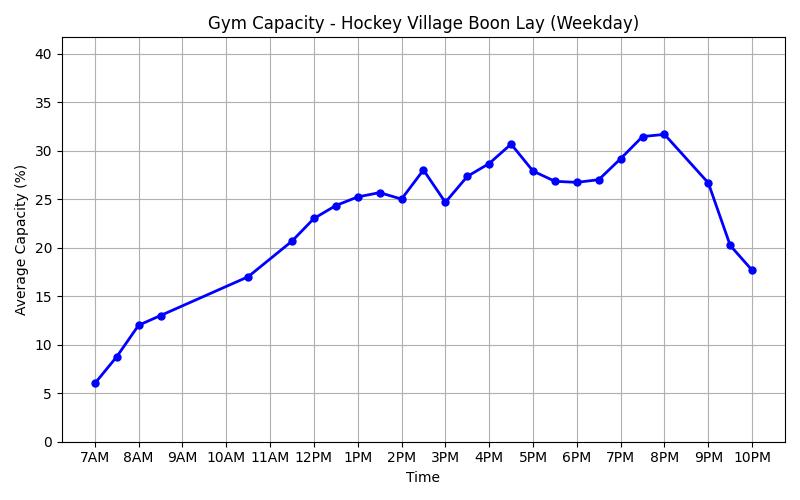 Gym Capacity - Hockey Village Boon Lay (Weekday)
40
35
30
25
20
15
10
5
0
Average Capacity (%)
7AM 8AM 9AM 10AM 11AM 12PM 1PM 2PM 3PM 4PM 5PM 6PM 7PM 8PM 9PM 10PM
Time